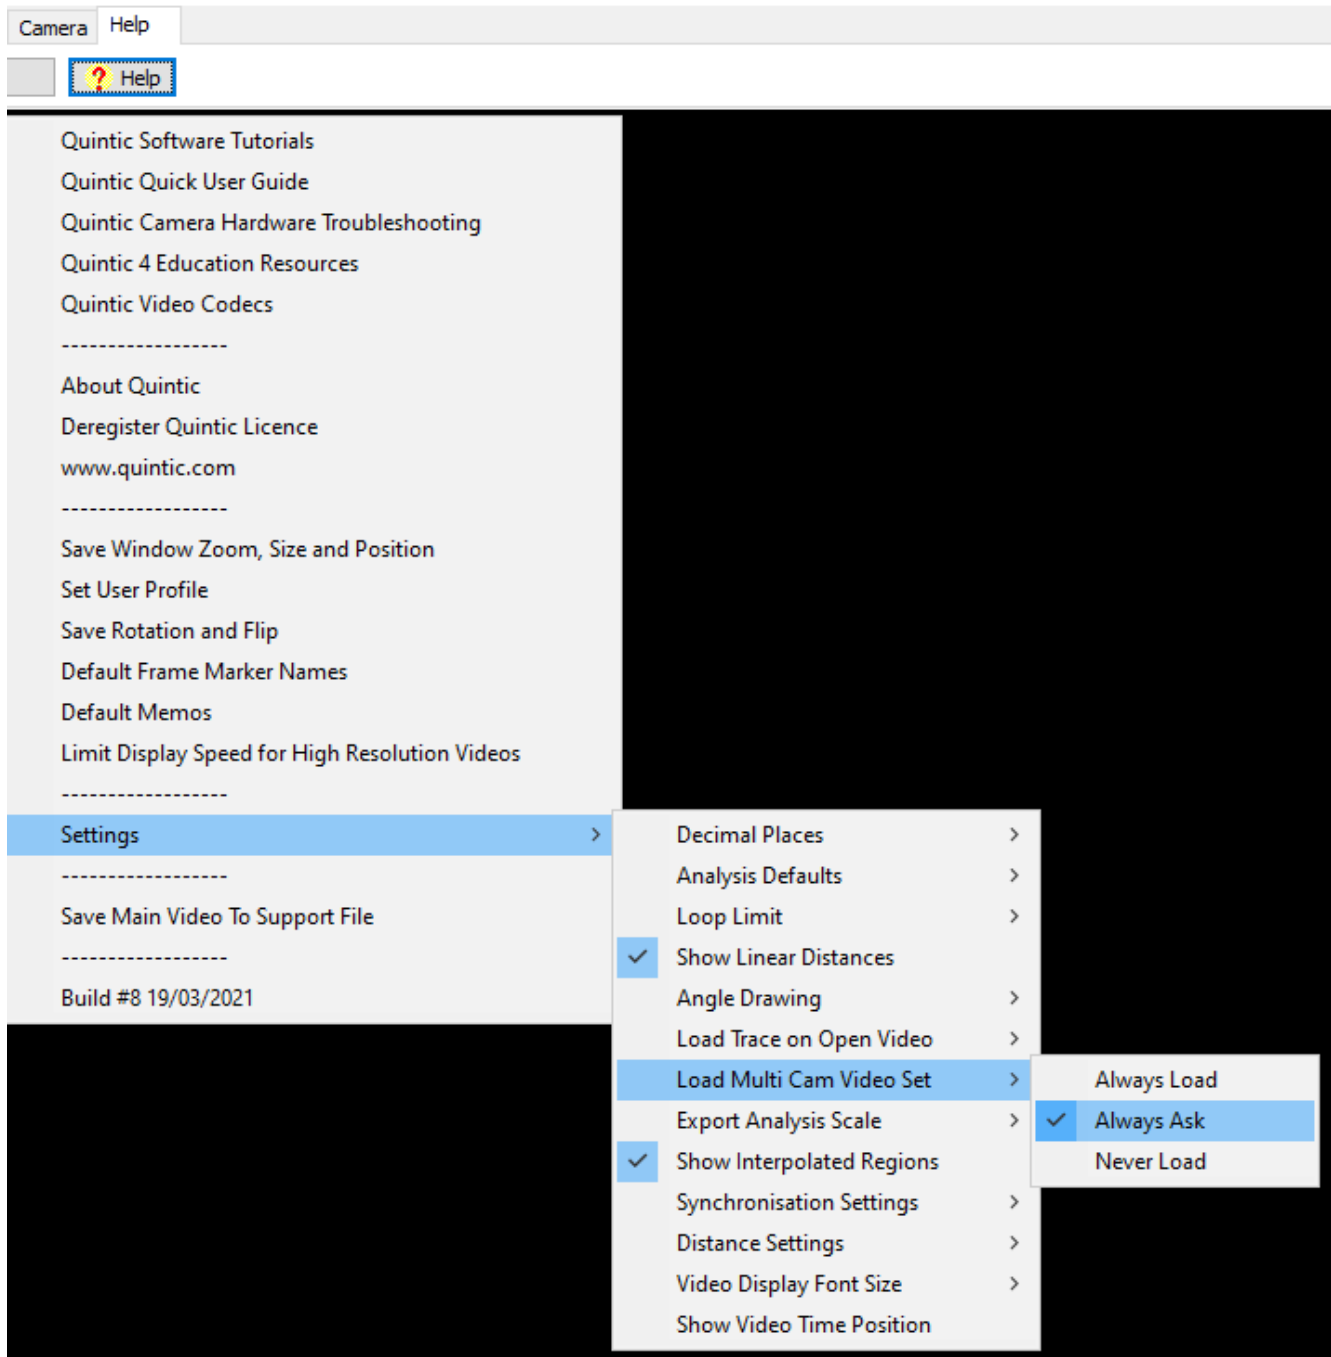 Camera Help
? Help
Quintic Software Tutorials
Quintic Quick User Guide
Quintic Camera Hardware Troubleshooting
Quintic 4 Education Resources
Quintic Video Codecs
------------------
About Quintic
Deregister Quintic Licence
www.quintic.com
------------------
Save Window Zoom, Size and Position
Set User Profile
Save Rotation and Flip
Default Frame Marker Names
Default Memos
Limit Display Speed for High Resolution Videos
------------------
Settings
------------------
Save Main Video To Support File
------------------
Build #8 19/03/2021
Decimal Places
Analysis Defaults
Loop Limit
Show Linear Distances
Angle Drawing
Load Trace on Open Video
Load Multi Cam Video Set
Export Analysis Scale
Show Interpolated Regions
Synchronisation Settings
Distance Settings
Video Display Font Size
Show Video Time Position
Always Load
Always Ask
Never Load